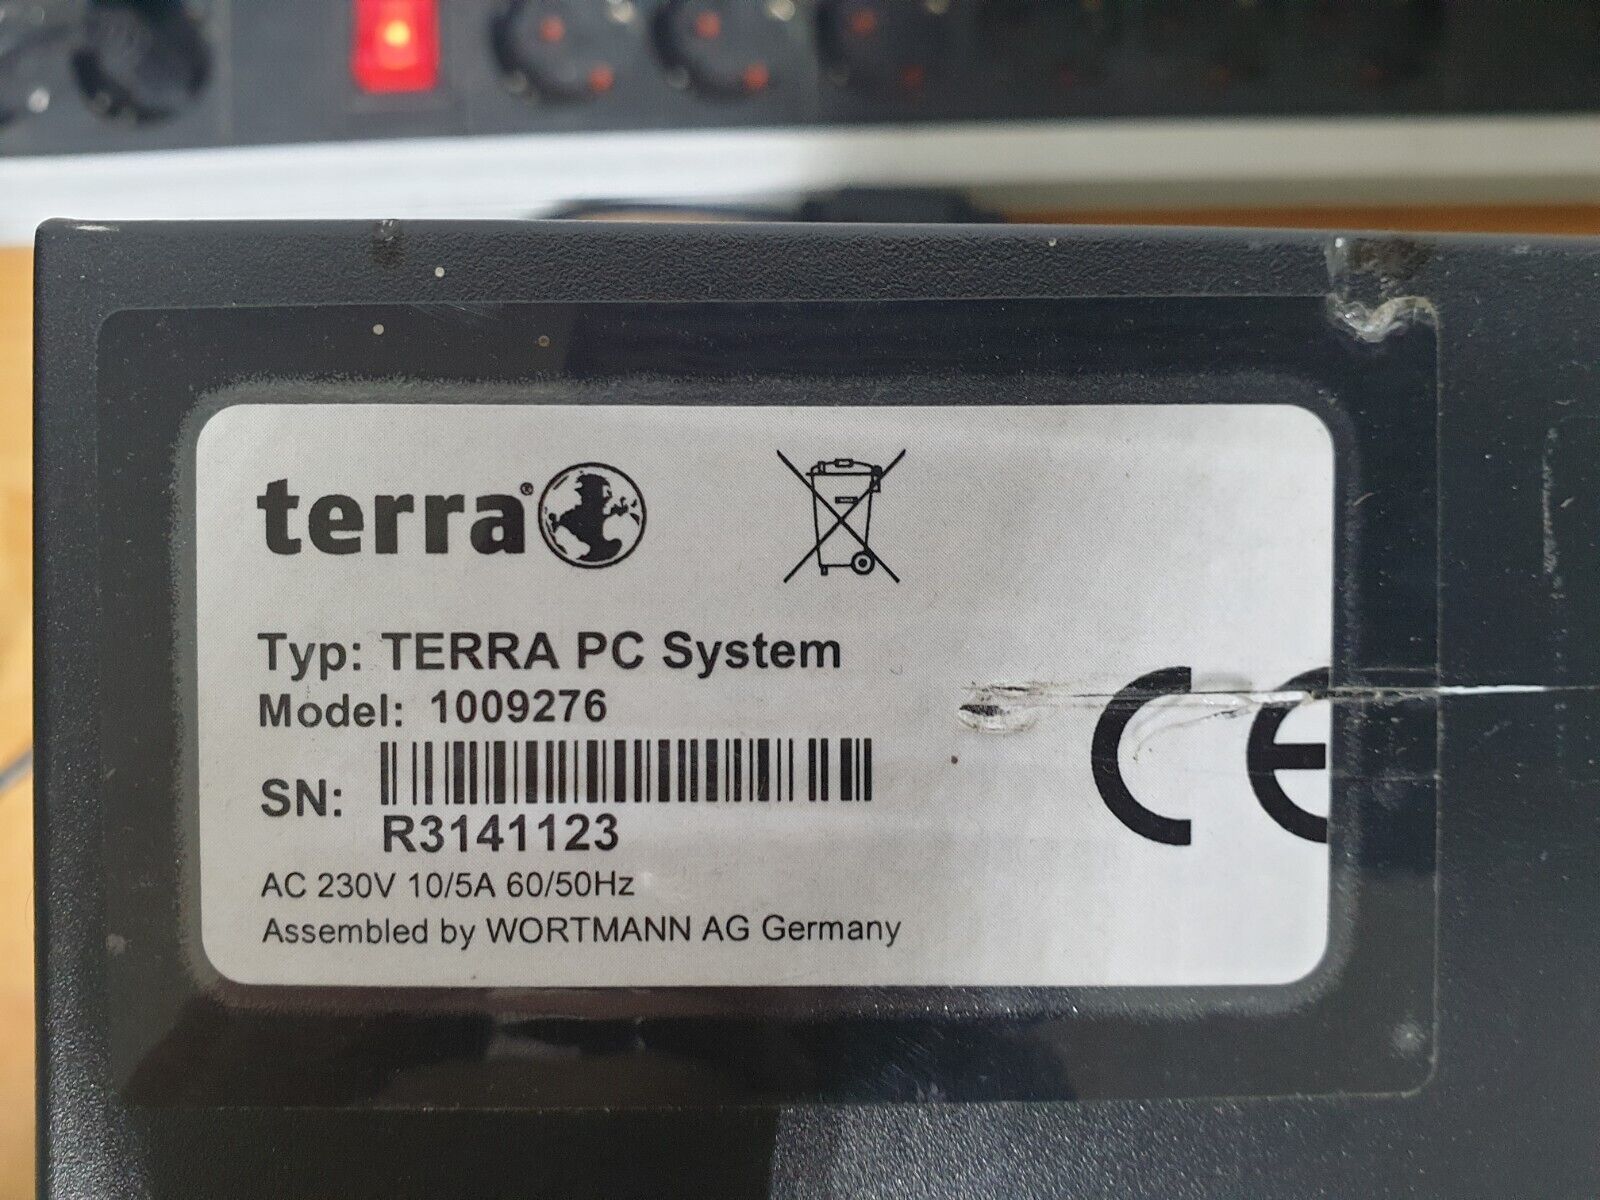 terra®
Typ: TERRA PC System
Model: 1009276
SN:
R3141123
AC 230V 10/5A 60/50Hz
Assembled by WORTMANN AG Germany
CE